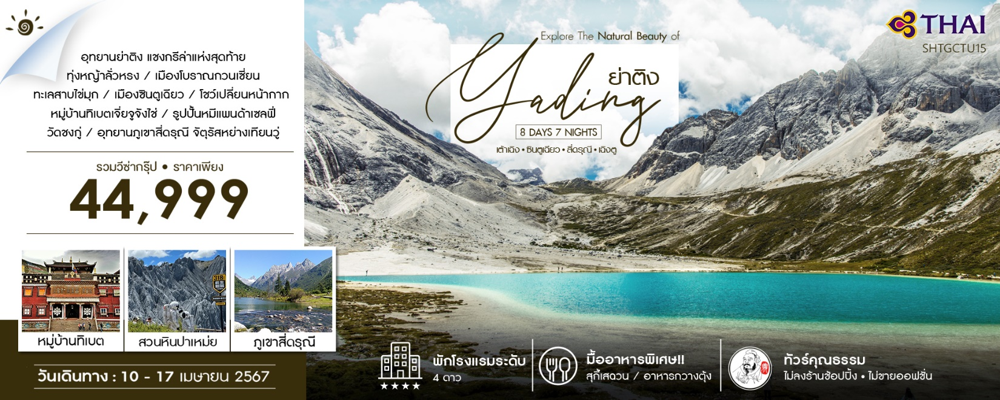 อุทยานย่าติง แชงกรีล่าแห่งสุดท้าย
ทุ่งหญ้าลั่วหรง / เมืองโบราณกวนเซี่ยน
ทะเลสาบไข่มุก / เมืองซินตูเฉียว / โชว์เปลี่ยนหน้ากาก
หมู่บ้านทิเบตเจี่ยจูจังไซ่ / รูปปั้นหมีแพนด้าเซลฟี่
วัดชงกู่ / อุทยานภูเขาสี่ดรุณี จัตุรัสหย่างเทียนวู่
รวมวีซ่ากรุ๊ป • ราคาเพียง
44,999
หมู่บ้านทิเบต
สวนหินปาเหม่ย
ภูเขาสี่ดรุณี
วันเดินทาง : 10 - 17 เมษายน 2567
Explore The Natural Beauty of
ย่าติง
Yading
8 DAYS 7 NIGHTS
เต้าเฉิง • ซินตูเฉียว • สี่ดรุณี • เฉิงตู
THAI
SHTGCTU15
พักโรงแรมระดับ
4 ดาว
มื้ออาหารพิเศษ!!
สุกี้เสฉวน / อาหารกวางตุ้ง
ทัวร์คุณธรรม
ไม่ลงร้านช้อปปิ้ง • ไม่ขายออฟชั่น
318